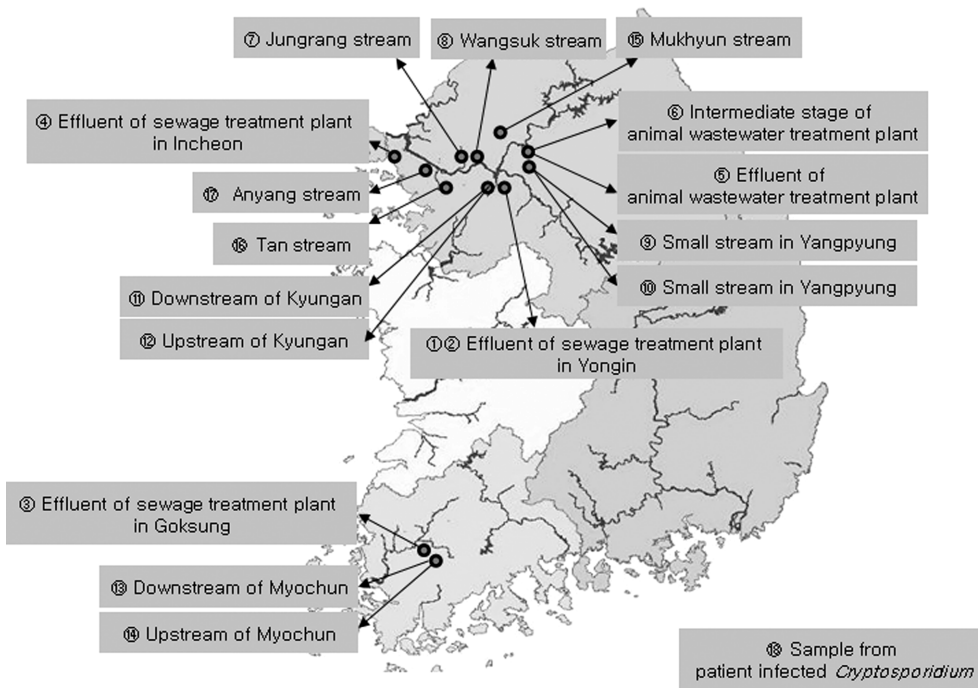 ⑦ Jungrang stream
⑧ Wangsuk stream
⑮ Mukhyun stream
④ Effluent of sewage treatment plant
in Incheon
⑥ Intermediate stage of
animal wastewater treatment plant
⑤ Effluent of
animal wastewater treatment plant
⑰ Anyang stream
⑯ Tan stream
⑨ Small stream in Yangpyung
⑩ Small stream in Yangpyung
⑪ Downstream of Kyungan
⑫ Upstream of Kyungan
①② Effluent of sewage treatment plant
in Yongin
③ Effluent of sewage treatment plant
in Goksung
⑬ Downstream of Myochun
⑭ Upstream of Myochun
⑱ Sample from
patient infected Cryptosporidium